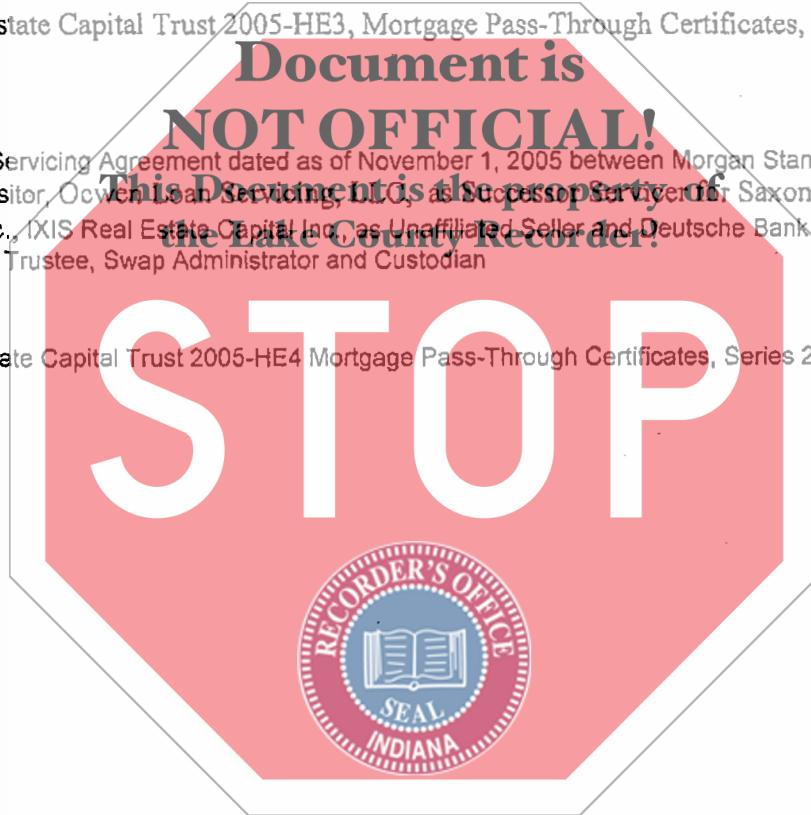 state Capital Trust 2005-HE3, Mortgage Pass-Through Certificates,
Document is
NOT OFFICIAL!
Servicing Agreement dated as of November 1, 2005 between Morgan Stan
This Document is the property of
sitor, Ocwen Loan Servicing, LLC, as Successor Servicer for Saxon
the Lake County Recorder!
., IXIS Real Estate Capital Inc., as Unaffiliated Seller and Deutsche Bank
Trustee, Swap Administrator and Custodian
ate Capital Trust 2005-HE4 Mortgage Pass-Through Certificates, Series 2
STOP
RECORDER'S OFFICE
SEAL
INDIANA